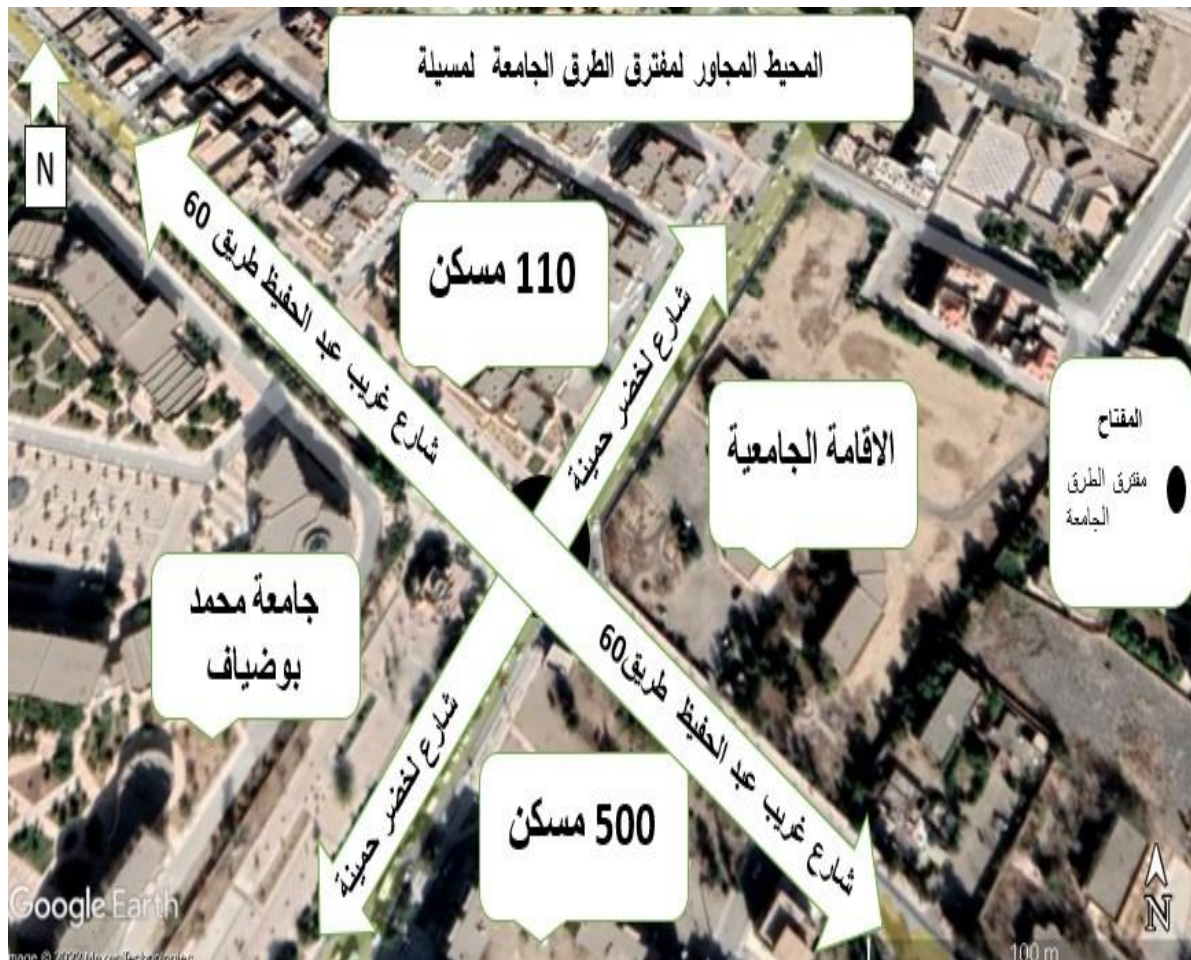 المحيط المجاور لمفترق الطرق الجامعة لمسيلة
N
شارع غريب عبد الحفيظ طريق 60
110 مسكن
شارع لخضر حمينة
الاقامة الجامعية
المفتاح
مفترق الطرق
الجامعة
جامعة محمد
بوضياف
شارع غريب عبد الحفيظ طريق60
شارع لخضر حمينة
500 مسكن
Google Earth
N
100 m